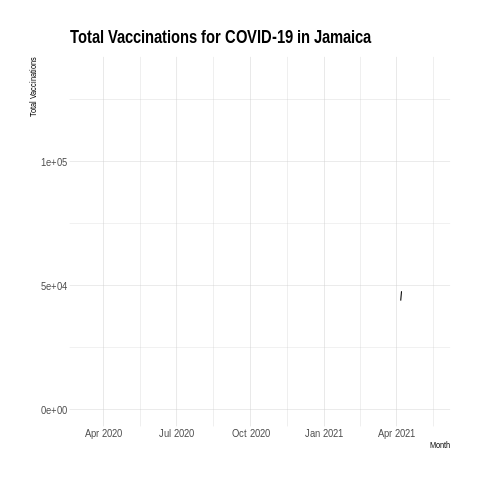 Total Vaccinations for COVID-19 in Jamaica
Total Vaccinations
1e+05
5e+04
0e+00
Apr 2020 Jul 2020 Oct 2020 Jan 2021 Apr 2021
Month